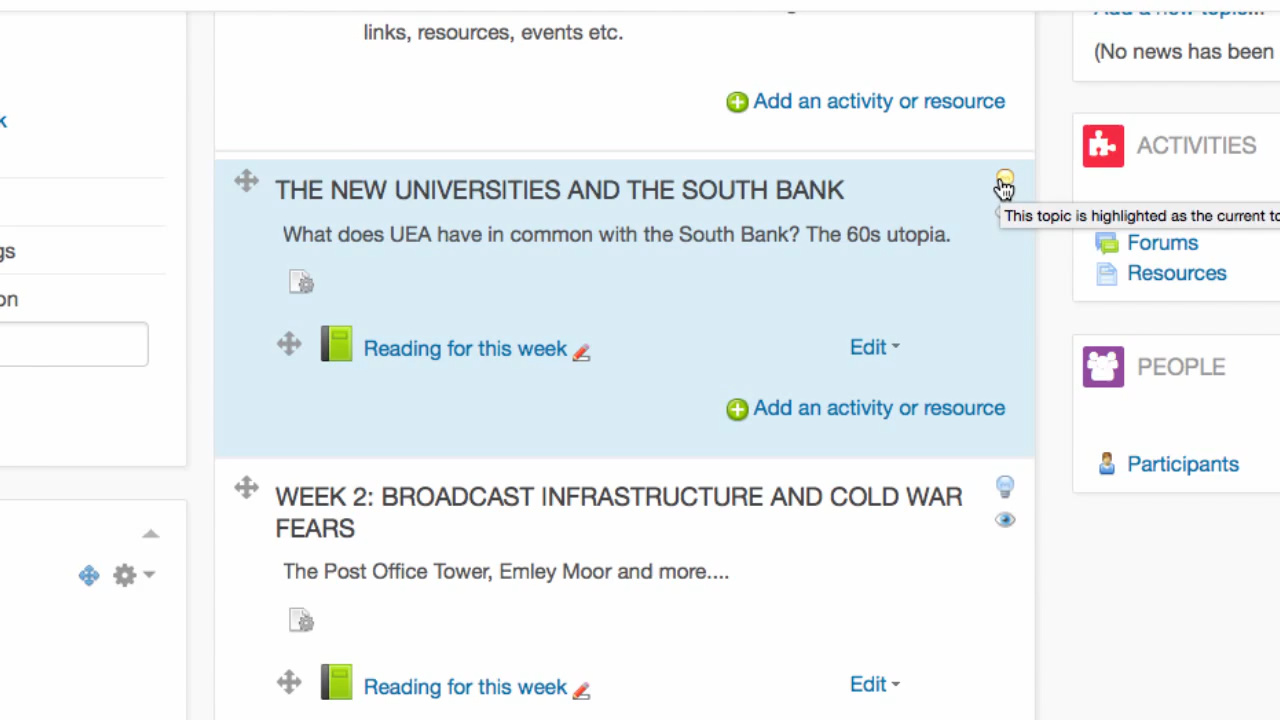 links, resources, events etc.
(No news has been
Add an activity or resource
k
ACTIVITIES
THE NEW UNIVERSITIES AND THE SOUTH BANK
This topic is highlighted as the current
What does UEA have in common with the South Bank? The 60s utopia.
Forums
gs
Resources
on
Reading for this week
Edit
PEOPLE
Add an activity or resource
Participants
WEEK 2: BROADCAST INFRASTRUCTURE AND COLD WAR
FEARS
The Post Office Tower, Emley Moor and more....
Reading for this week
Edit